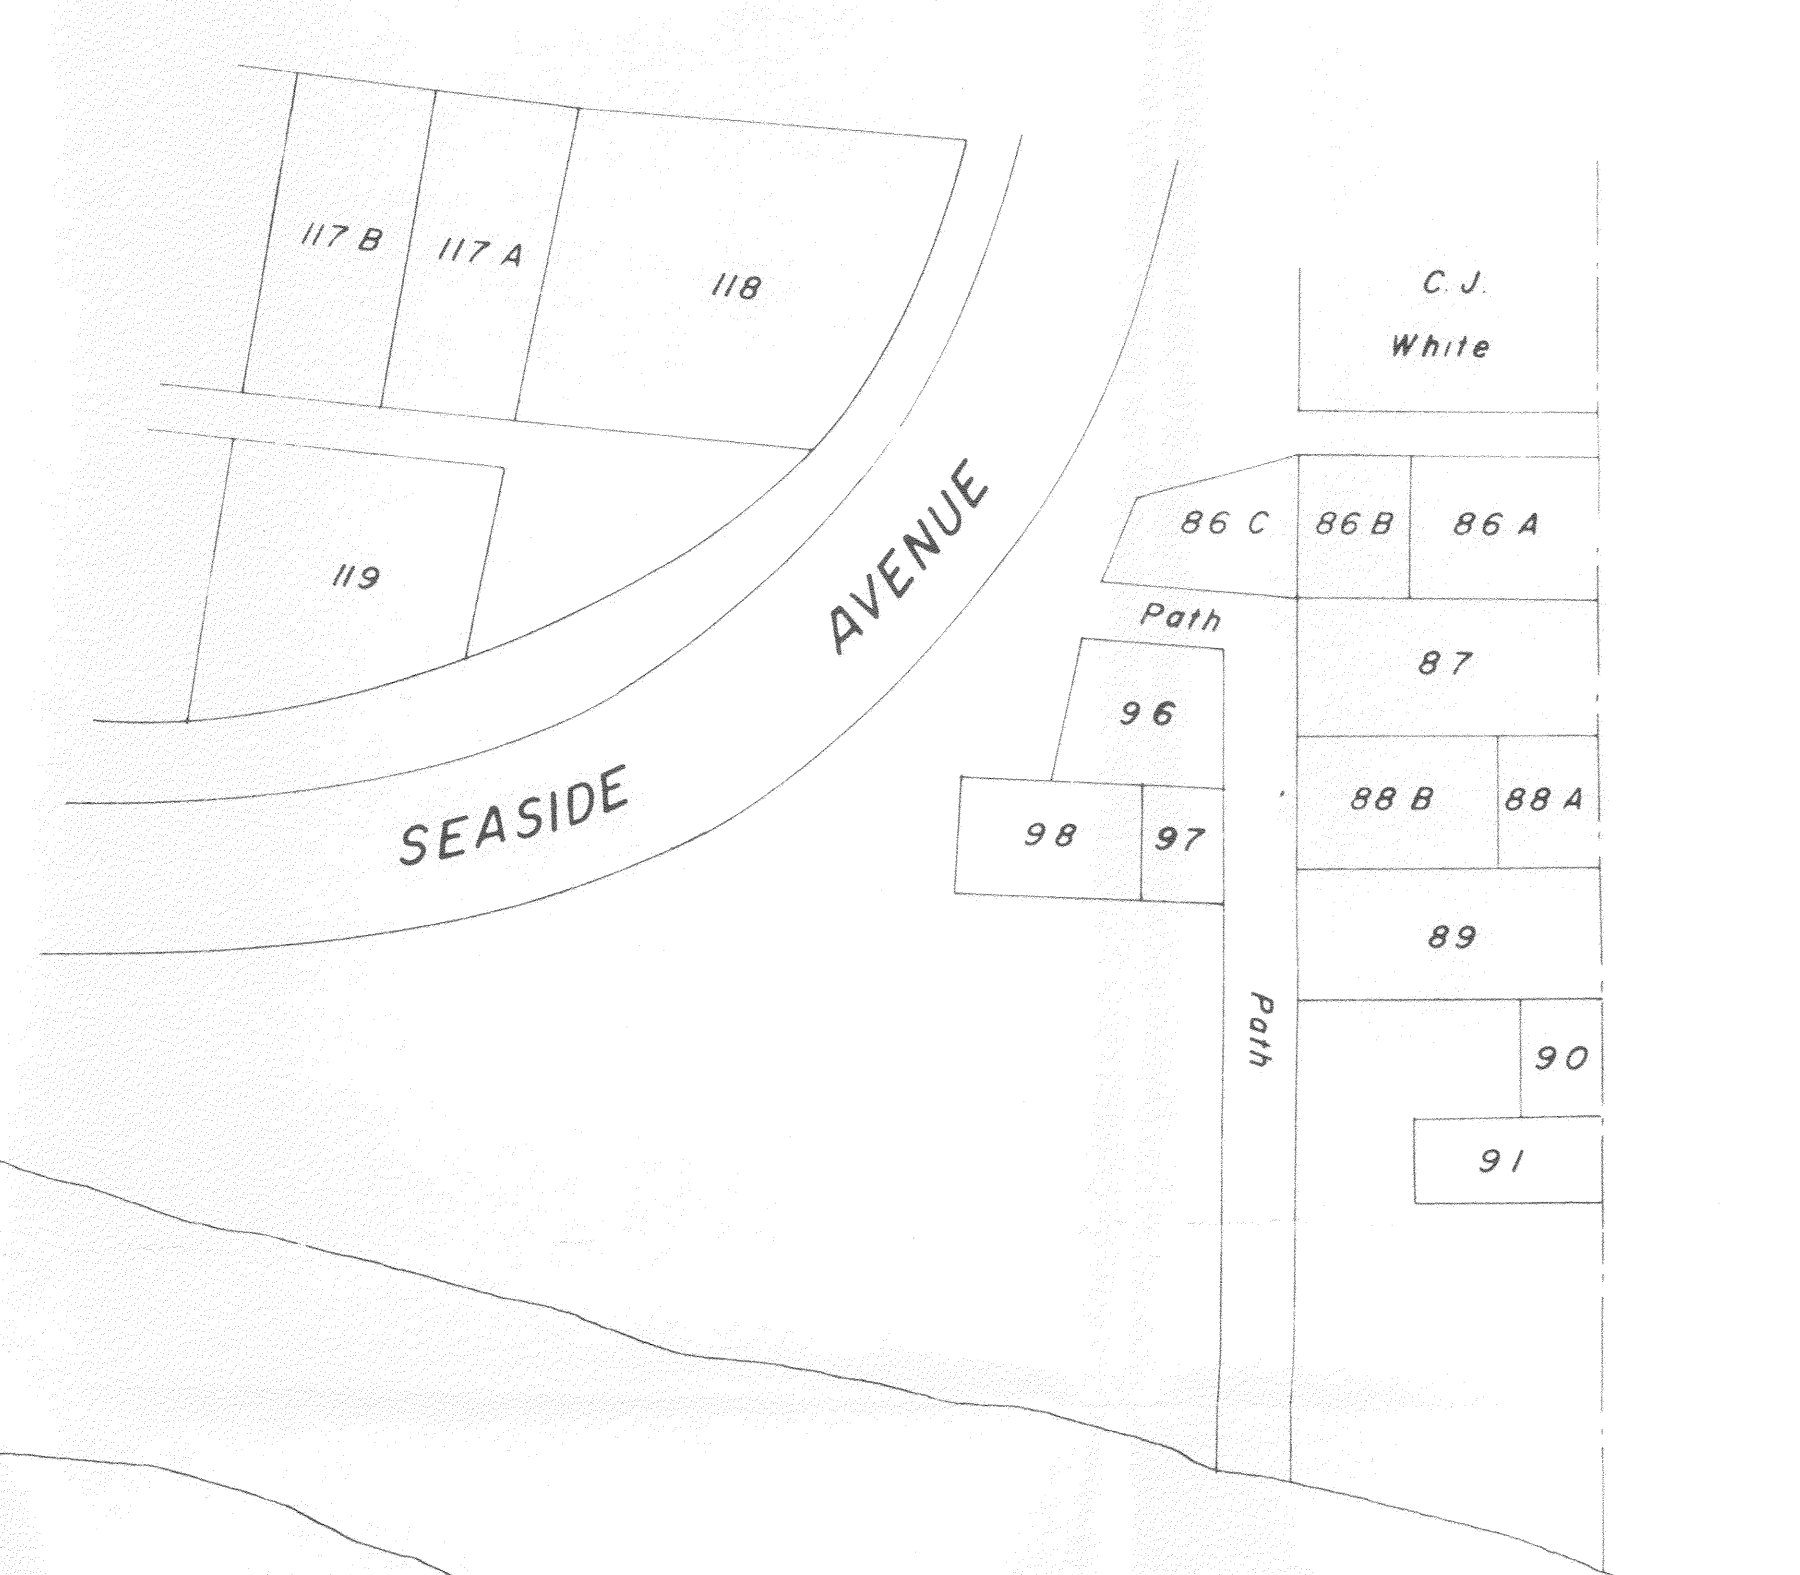 117 B
117 A
118
C. J.
White
119
AVENUE
SEASIDE
86 C
86 B
86 A
Path
87
96
98
97
88 B
88 A
89
Path
90
91